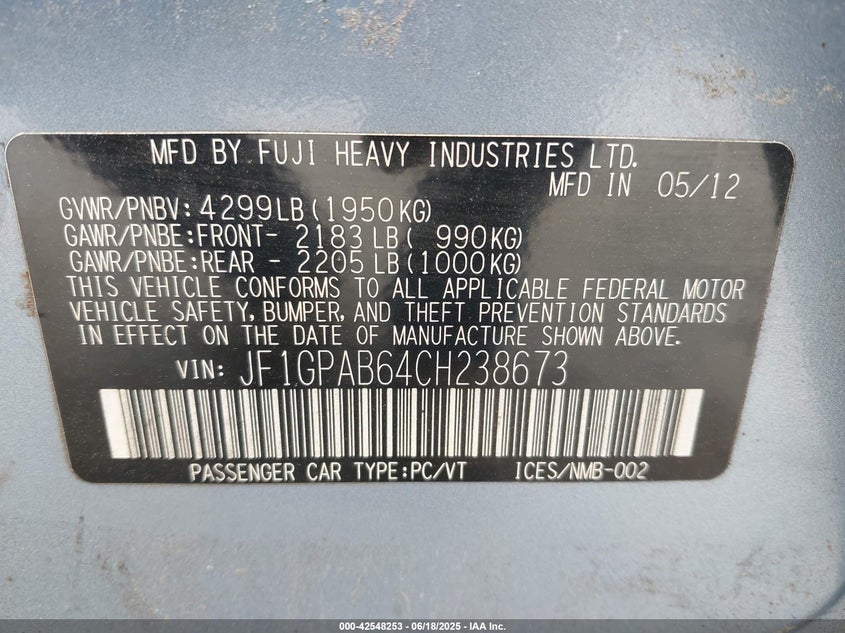 MFD BY FUJI HEAVY INDUSTRIES LTD.
MFD IN 05/12
GVWR/PNBV: 4299LB (1950KG)
GAWR/PNBE:FRONT- 2183 LB ( 990KG)
GAWR/PNBE:REAR - 2205 LB (1000KG)
THIS VEHICLE CONFORMS TO ALL APPLICABLE FEDERAL MOTOR
VEHICLE SAFETY, BUMPER, AND THEFT PREVENTION STANDARDS
IN EFFECT ON THE DATE OF MANUFACTURE SHOWN ABOVE.
VIN: JF1GPAB64CH238673
PASSENGER CAR TYPE:PC/VT ICES/NMB-002
000-42548253 - 06/18/2025 - IAA Inc.